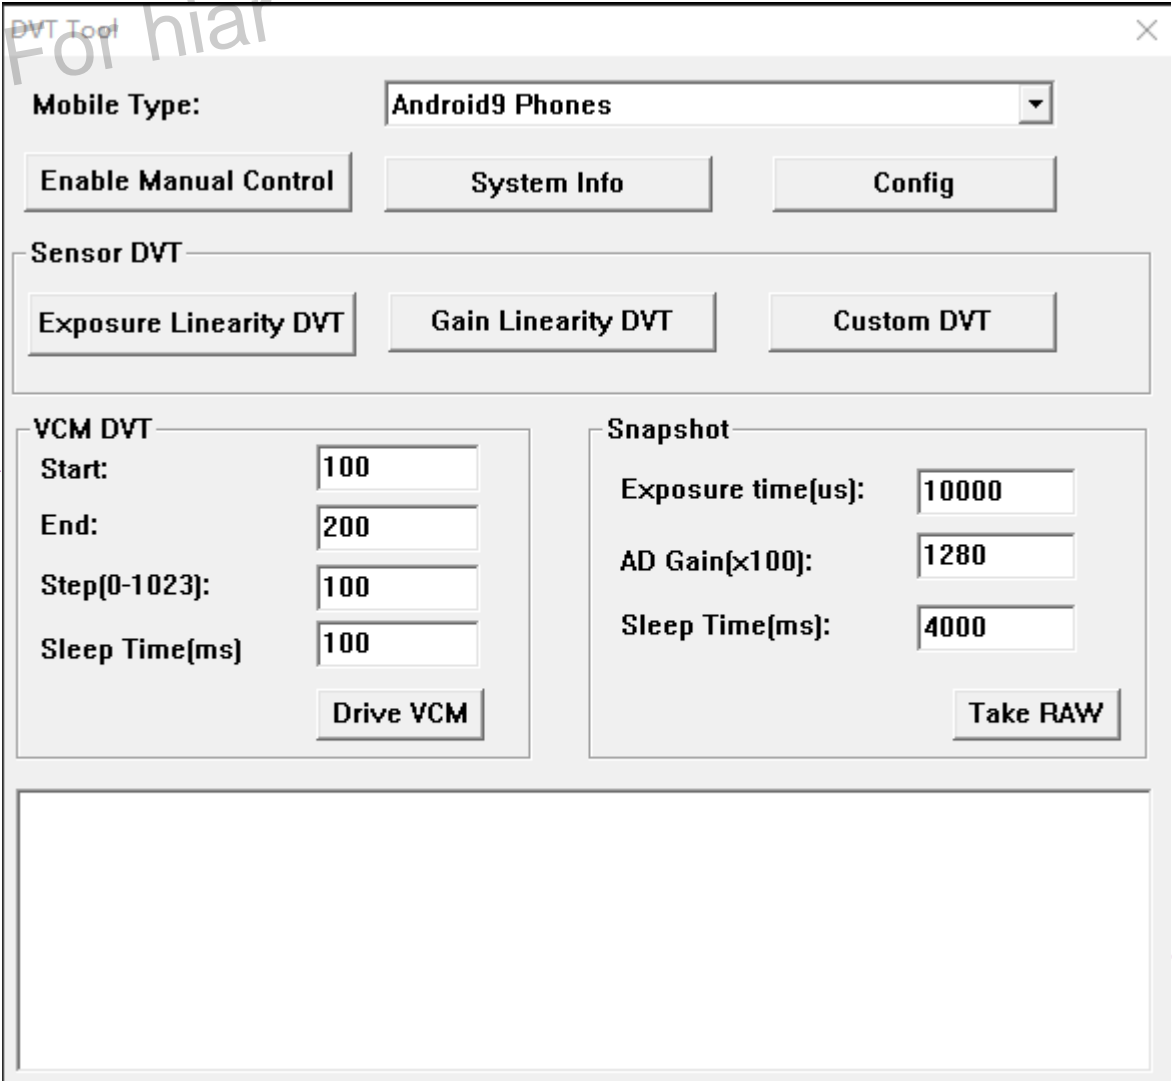 DVT Tool
For hiar
Mobile Type: Android9 Phones
Enable Manual Control System Info Config
Sensor DVT
Exposure Linearity DVT Gain Linearity DVT Custom DVT
VCM DVT
Start: 100
End: 200
Step(0-1023): 100
Sleep Time(ms) 100
Drive VCM
Snapshot
Exposure time(us): 10000
AD Gain(x100): 1280
Sleep Time(ms): 4000
Take RAW